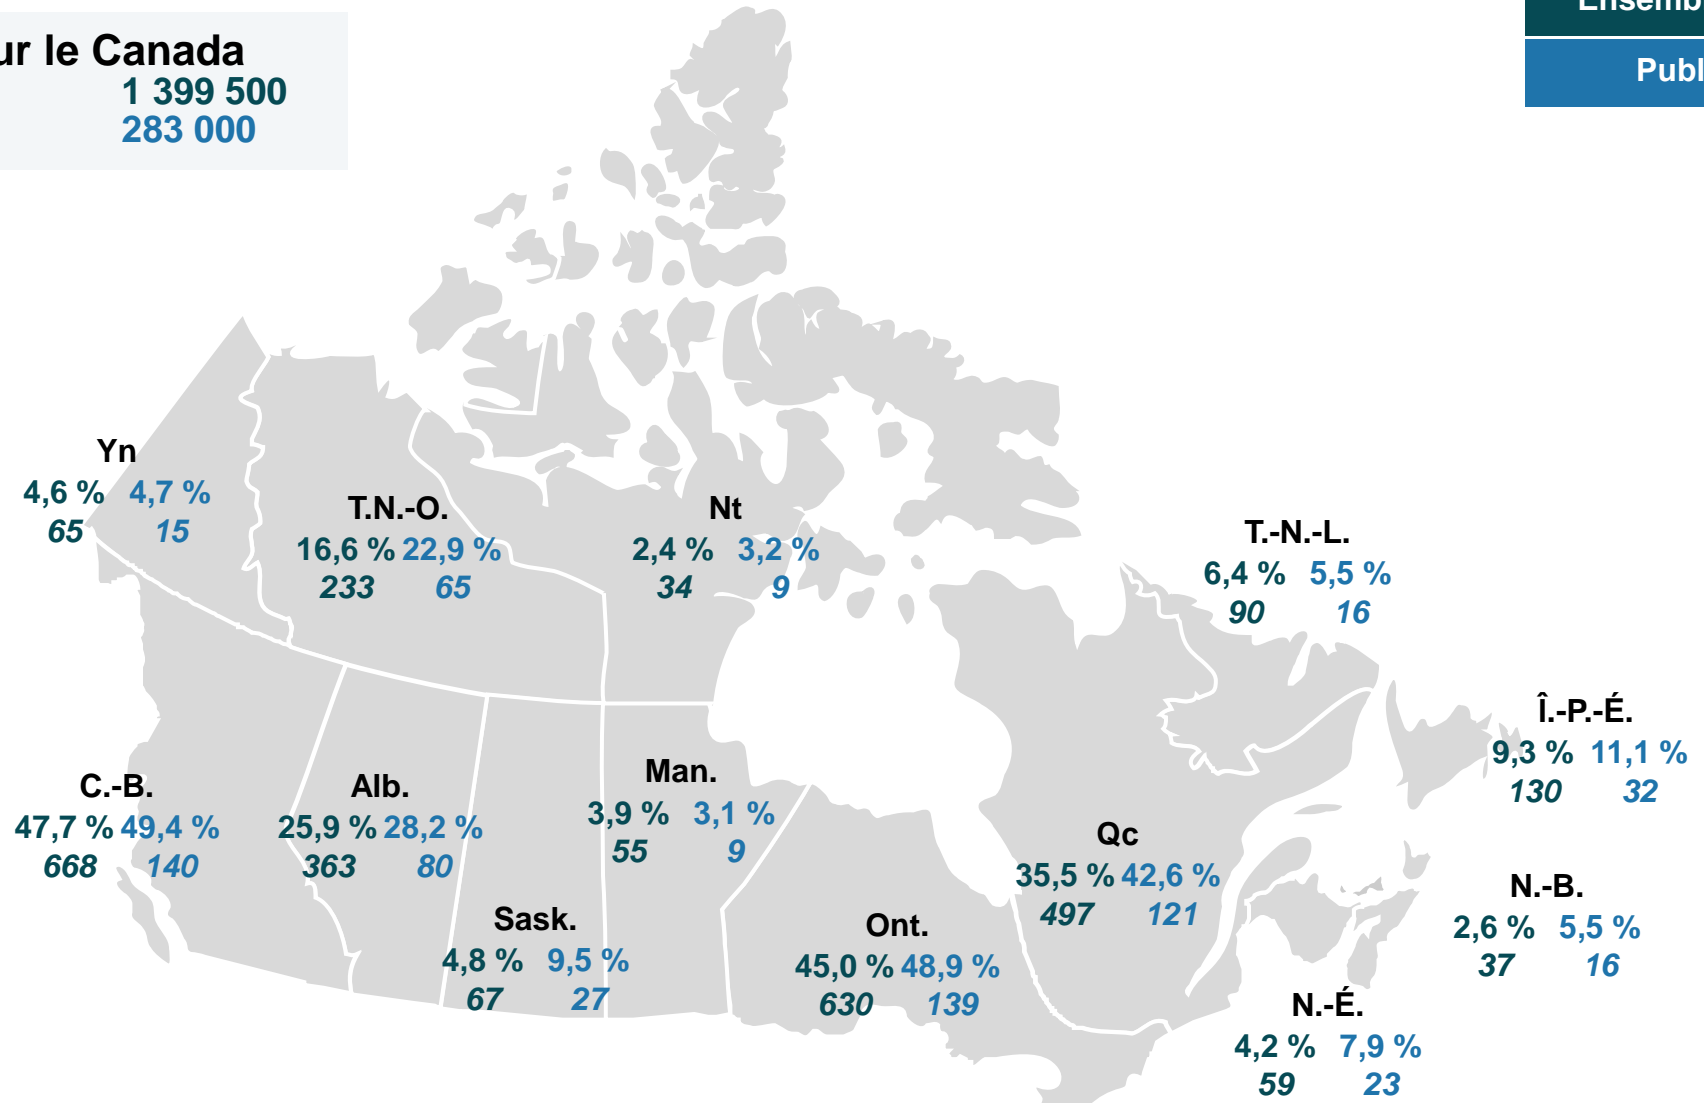 le Canada
1 399 500
283 000
Yn
4,6 % 4,7 %
65 15
T.N.-O.
16,6 % 22,9 %
233 65
Nt
2,4 % 3,2 %
34 9
T.-N.-L.
6,4 % 5,5 %
90 16
Î.-P.-É.
9,3 % 11,1 %
130 32
C.-B.
47,7 % 49,4 %
668 140
Alb.
25,9 % 28,2 %
363 80
Man.
3,9 % 3,1 %
55 9
Sask.
4,8 % 9,5 %
67 27
Ont.
45,0 % 48,9 %
630 139
Qc
35,5 % 42,6 %
497 121
N.-B.
2,6 % 5,5 %
37 16
N.-É.
4,2 % 7,9 %
59 23